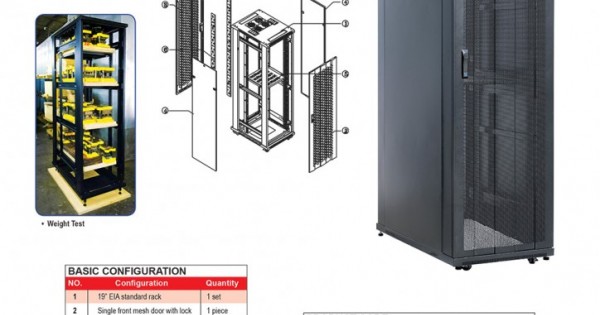 • Weight Test
BASIC CONFIGURATION
NO. Configuration Quantity
1 19" EIA standard rack 1 set
2 Single front mesh door with lock 1 piece